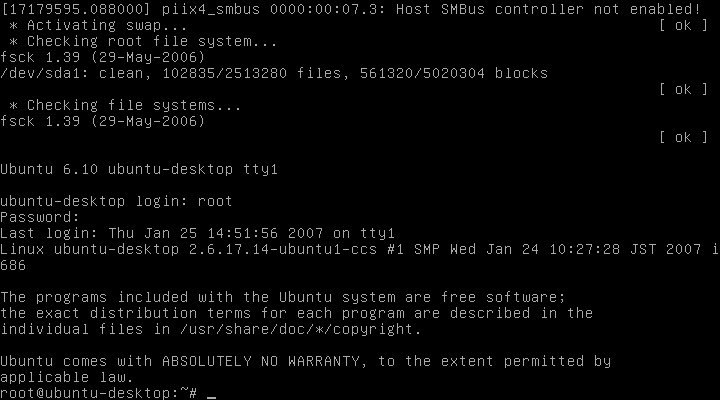 [17179595.088000] piix4_smbus 0000:00:07.3: Host SMBus controller not enabled!
 * Activating swap...                                                    [ ok ]
 * Checking root file system...
fsck 1.39 (29-May-2006)
/dev/sda1: clean, 102835/2513280 files, 561320/5020304 blocks
                                                                         [ ok ]
 * Checking file systems...
fsck 1.39 (29-May-2006)
                                                                         [ ok ]
Ubuntu 6.10 ubuntu-desktop tty1
ubuntu-desktop login: root
Password:
Last login: Thu Jan 25 14:51:56 2007 on tty1
Linux ubuntu-desktop 2.6.17.14-ubuntu1-ccs #1 SMP Wed Jan 24 10:27:28 JST 2007 i
686
The programs included with the Ubuntu system are free software;
the exact distribution terms for each program are described in the
individual files in /usr/share/doc/*/copyright.
Ubuntu comes with ABSOLUTELY NO WARRANTY, to the extent permitted by
applicable law.
root@ubuntu-desktop:~# _